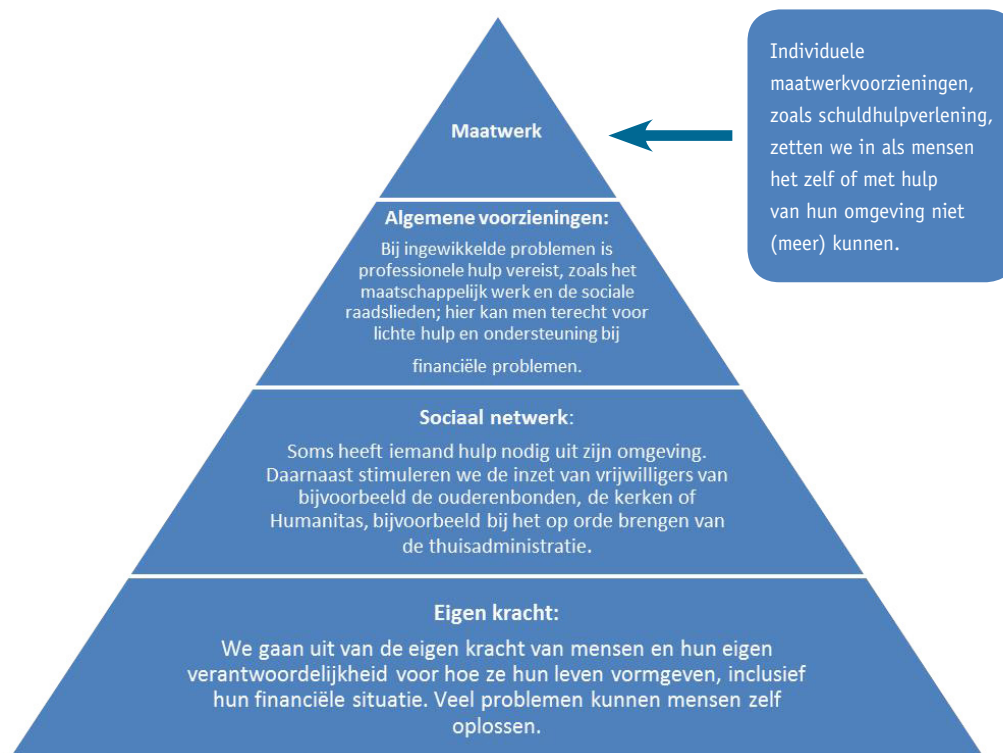 Maatwerk
Individuele
maatwerkvoorzieningen,
zoals schuldhulpverlening,
zetten we in als mensen
het zelf of met hulp
van hun omgeving niet
(meer) kunnen.
Algemene voorzieningen:
Bij ingewikkelde problemen is
professionele hulp vereist, zoals het
maatschappelijk werk en de sociale
raadslieden; hier kan men terecht voor
lichte hulp en ondersteuning bij
financiële problemen.
Sociaal netwerk:
Soms heeft iemand hulp nodig uit zijn omgeving.
Daarnaast stimuleren we de inzet van vrijwilligers van
bijvoorbeeld de ouderenbonden, de kerken of
Humanitas, bijvoorbeeld bij het op orde brengen van
de thuisadministratie.
Eigen kracht:
We gaan uit van de eigen kracht van mensen en hun eigen
verantwoordelijkheid voor hoe ze hun leven vormgeven, inclusief
hun financiële situatie. Veel problemen kunnen mensen zelf
oplossen.